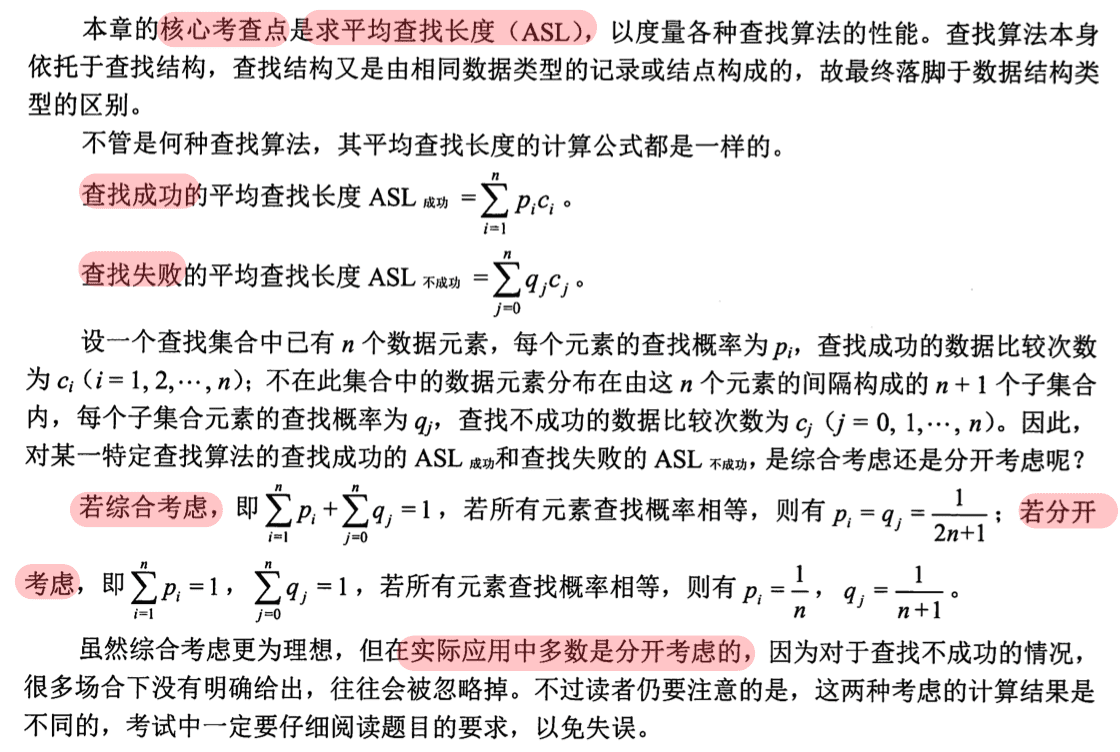 本章的核心考查点是求平均查找长度（ASL），以度量各种查找算法的性能。查找算法本身
依托于查找结构，查找结构又是由相同数据类型的记录或结点构成的，故最终落脚于数据结构类
型的区别。
不管是何种查找算法，其平均查找长度的计算公式都是一样的。
查找成功的平均查找长度 ASL 成功 = $\sum_{i=1}^{n} p_i c_i$ 。
查找失败的平均查找长度 ASL 不成功 = $\sum_{j=0}^{n} q_j c_j$ 。
设一个查找集合中已有 n 个数据元素，每个元素的查找概率为 $p_i$，查找成功的数据比较次数
为 $c_i$（i = 1, 2,⋯, n）；不在此集合中的数据元素分布在由这 n 个元素的间隔构成的 n + 1 个子集合
内，每个子集合元素的查找概率为 $q_j$，查找不成功的数据比较次数为 $c_j$（j = 0, 1,⋯, n）。因此，
对某一特定查找算法的查找成功的 ASL 成功和查找失败的 ASL 不成功，是综合考虑还是分开考虑呢？
若综合考虑，即 $\sum_{i=1}^{n} p_i + \sum_{j=0}^{n} q_j = 1$，若所有元素查找概率相等，则有 $p_i = q_j = \frac{1}{2n+1}$；若分开
考虑，即 $\sum_{i=1}^{n} p_i = 1$，$\sum_{j=0}^{n} q_j = 1$，若所有元素查找概率相等，则有 $p_i = \frac{1}{n}$，$q_j = \frac{1}{n+1}$。
虽然综合考虑更为理想，但在实际应用中多数是分开考虑的，因为对于查找不成功的情况，
很多场合下没有明确给出，往往会被忽略掉。不过读者仍要注意的是，这两种考虑的计算结果是
不同的，考试中一定要仔细阅读题目的要求，以免失误。